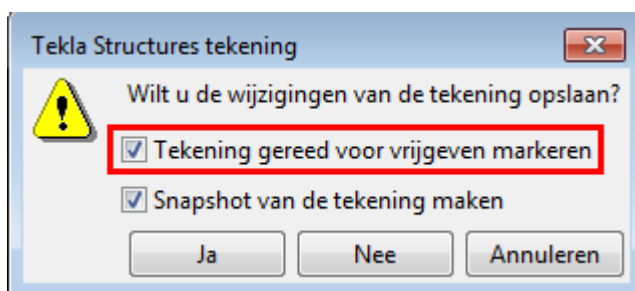 Tekla Structures tekening
Wilt u de wijzigingen van de tekening opslaan?
Tekening gereed voor vrijgeven markeren
Snapshot van de tekening maken
Ja Nee Annuleren